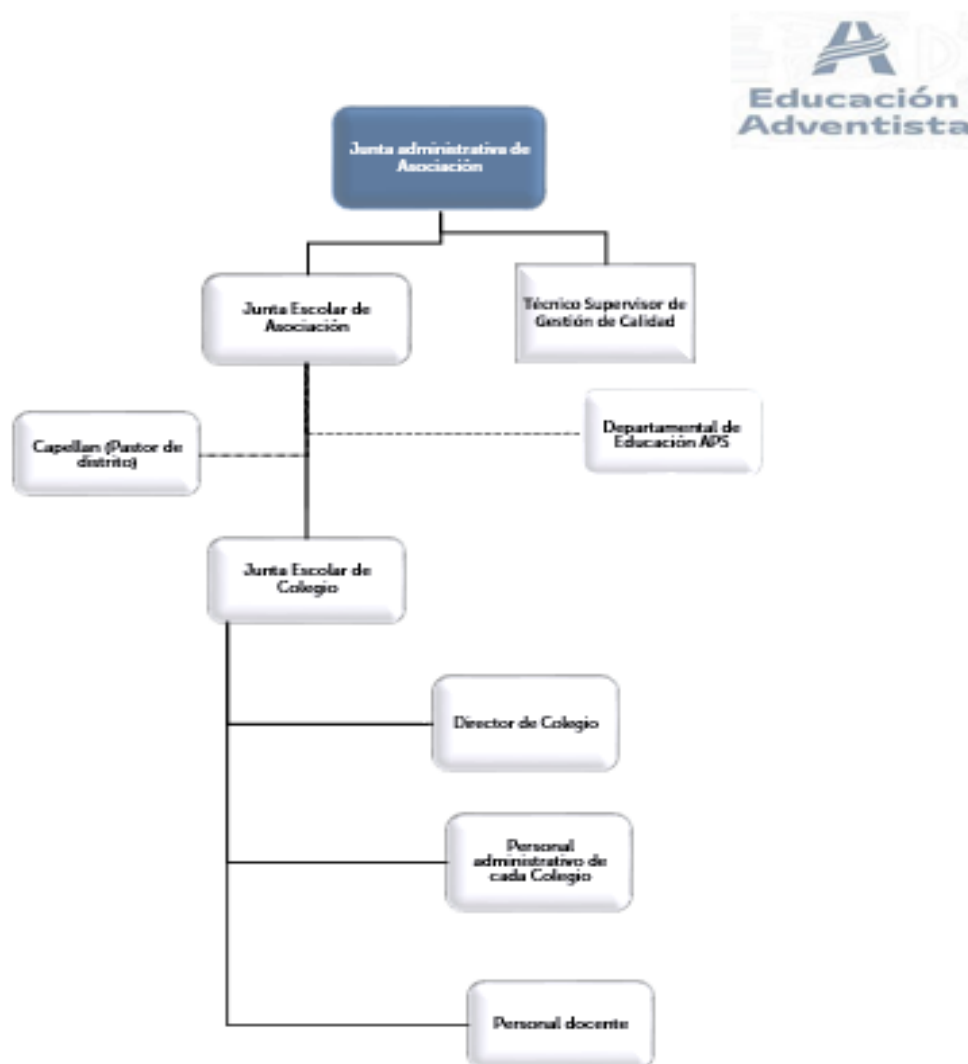 Educación
Adventista
Junta administrativa de
Asociación
Junta Escolar de
Asociación
Técnico Supervisor de
Gestión de Calidad
Departamental de
Educación APS
Capellan (Pastor de
distrito)
Junta Escolar de
Colegio
Director de Colegio
Personal
administrativo de
cada Colegio
Personal docente